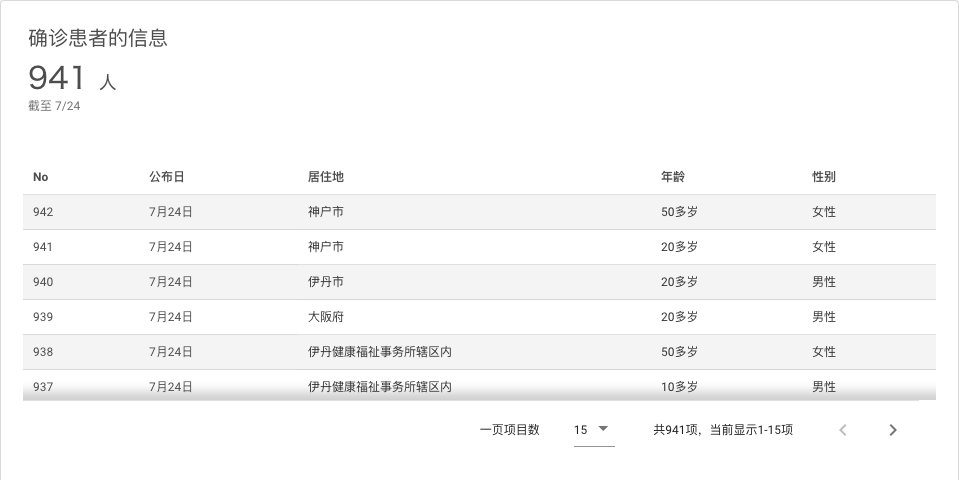 确诊患者的信息
941 人
截至 7/24
No 公布日 居住地 年龄 性别
942 7月24日 神户市 50多岁 女性
941 7月24日 神户市 20多岁 女性
940 7月24日 伊丹市 20多岁 男性
939 7月24日 大阪府 20多岁 男性
938 7月24日 伊丹健康福祉事务所辖区内 50多岁 女性
937 7月24日 伊丹健康福祉事务所辖区内 10多岁 男性
一页项目数 15 共941项，当前显示1-15项